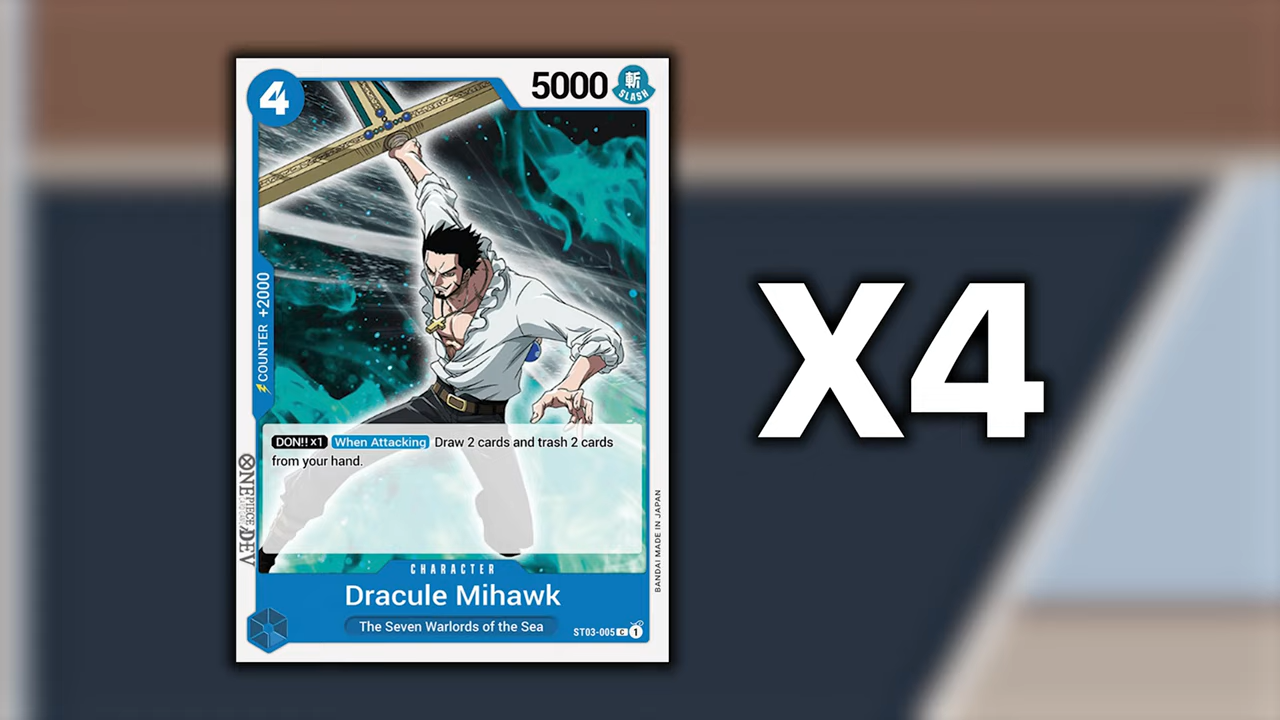 4
5000
斬
SLASH
COUNTER +2000
DON!! x1 When Attacking Draw 2 cards and trash 2 cards
from your hand.
ONE PIECE
DEV
BANDAI MADE IN JAPAN
CHARACTER
Dracule Mihawk
The Seven Warlords of the Sea
ST03-005 C 1
X4